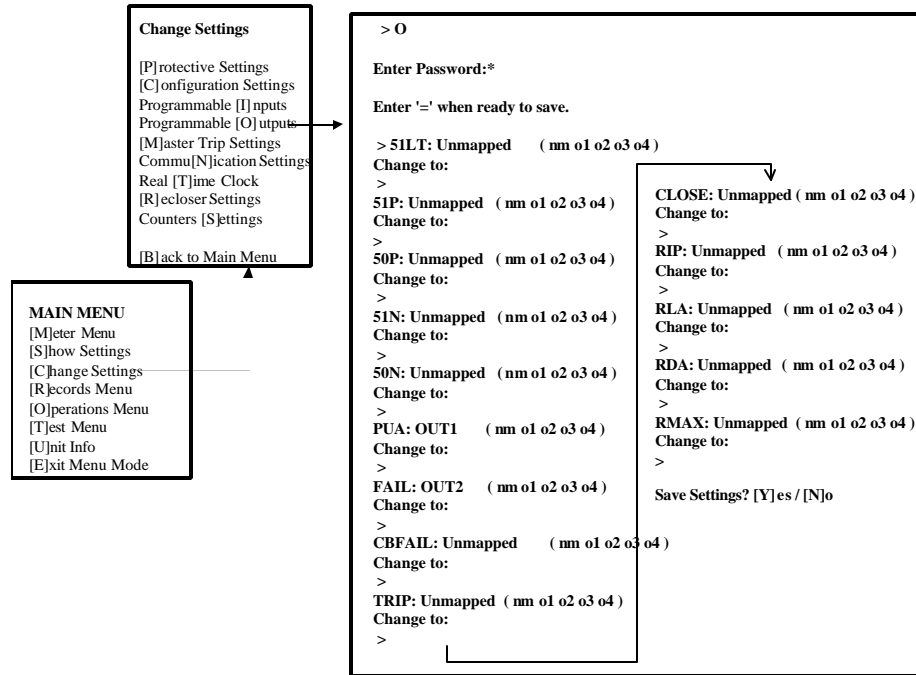 Change Settings
[P]rotective Settings
[C]onfiguration Settings
Programmable [I]nputs
Programmable [O]utputs
[M]aster Trip Settings
Commu[N]ication Settings
Real [T]ime Clock
[R]ecloser Settings
Counters [S]ettings
[B]ack to Main Menu
MAIN MENU
[M]eter Menu
[S]how Settings
[C]hange Settings
[R]ecords Menu
[O]perations Menu
[T]est Menu
[U]nit Info
[E]xit Menu Mode
> O
Enter Password:*
Enter '=' when ready to save.
> 51LT: Unmapped ( nm o1 o2 o3 o4 )
Change to:
>
51P: Unmapped ( nm o1 o2 o3 o4 )
Change to:
>
50P: Unmapped ( nm o1 o2 o3 o4 )
Change to:
>
51N: Unmapped ( nm o1 o2 o3 o4 )
Change to:
>
50N: Unmapped ( nm o1 o2 o3 o4 )
Change to:
>
PUA: OUT1 ( nm o1 o2 o3 o4 )
Change to:
>
FAIL: OUT2 ( nm o1 o2 o3 o4 )
Change to:
>
CBFAIL: Unmapped ( nm o1 o2 o3 o4 )
Change to:
>
TRIP: Unmapped ( nm o1 o2 o3 o4 )
Change to:
>
CLOSE: Unmapped ( nm o1 o2 o3 o4 )
Change to:
>
RIP: Unmapped ( nm o1 o2 o3 o4 )
Change to:
>
RLA: Unmapped ( nm o1 o2 o3 o4 )
Change to:
>
RDA: Unmapped ( nm o1 o2 o3 o4 )
Change to:
>
RMAX: Unmapped ( nm o1 o2 o3 o4 )
Change to:
>
Save Settings? [Y]es / [N]o